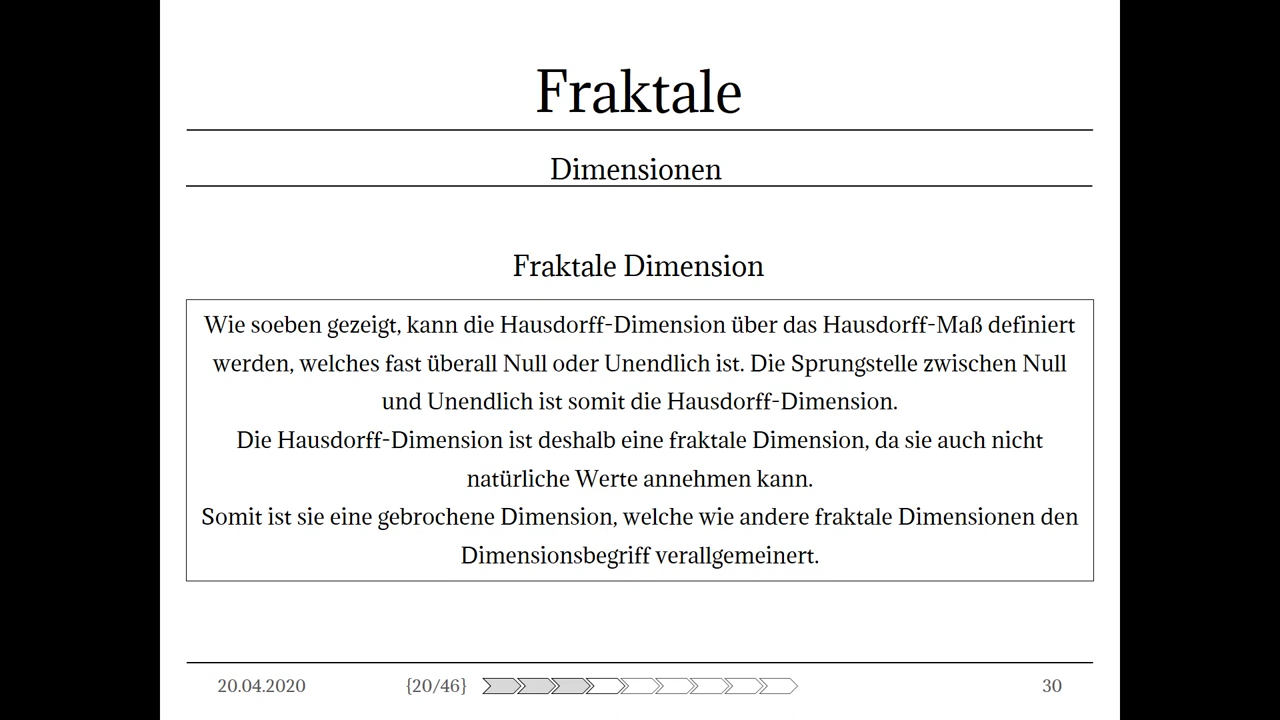 Fraktale
Dimensionen
Fraktale Dimension
Wie soeben gezeigt, kann die Hausdorff-Dimension über das Hausdorff-Maß definiert
werden, welches fast überall Null oder Unendlich ist. Die Sprungstelle zwischen Null
und Unendlich ist somit die Hausdorff-Dimension.
Die Hausdorff-Dimension ist deshalb eine fraktale Dimension, da sie auch nicht
natürliche Werte annehmen kann.
Somit ist sie eine gebrochene Dimension, welche wie andere fraktale Dimensionen den
Dimensionsbegriff verallgemeinert.
20.04.2020 {20/46} 30